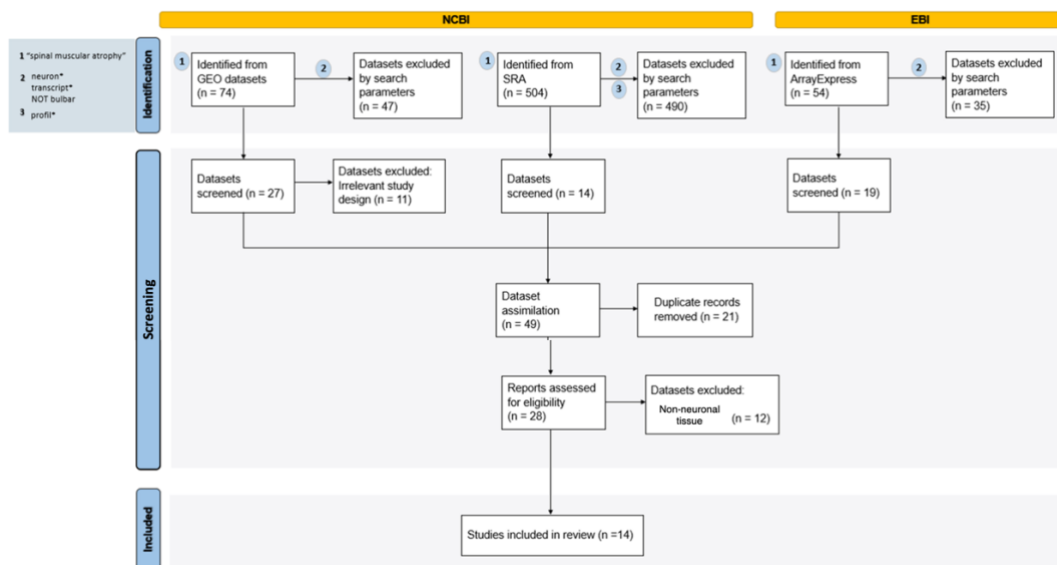 NCBI
EBI
1 "spinal muscular atrophy"
2 neuron*
transcript*
NOT bulbar
3 profil*
Identification
1
Identified from
GEO datasets
(n = 74)
2
Datasets excluded
by search
parameters
(n = 47)
1
Identified from
SRA
(n = 504)
2
3
Datasets excluded
by search
parameters
(n = 490)
1
Identified from
ArrayExpress
(n = 54)
2
Datasets excluded
by search
parameters
(n = 35)
Screening
Datasets
screened (n = 27)
Datasets excluded:
Irrelevant study
design (n = 11)
Datasets
screened (n = 14)
Datasets
screened (n = 19)
Dataset
assimilation
(n = 49)
Duplicate records
removed (n = 21)
Reports assessed
for eligibility
(n = 28)
Datasets excluded:
Non-neuronal
tissue
(n = 12)
Included
Studies included in review (n =14)